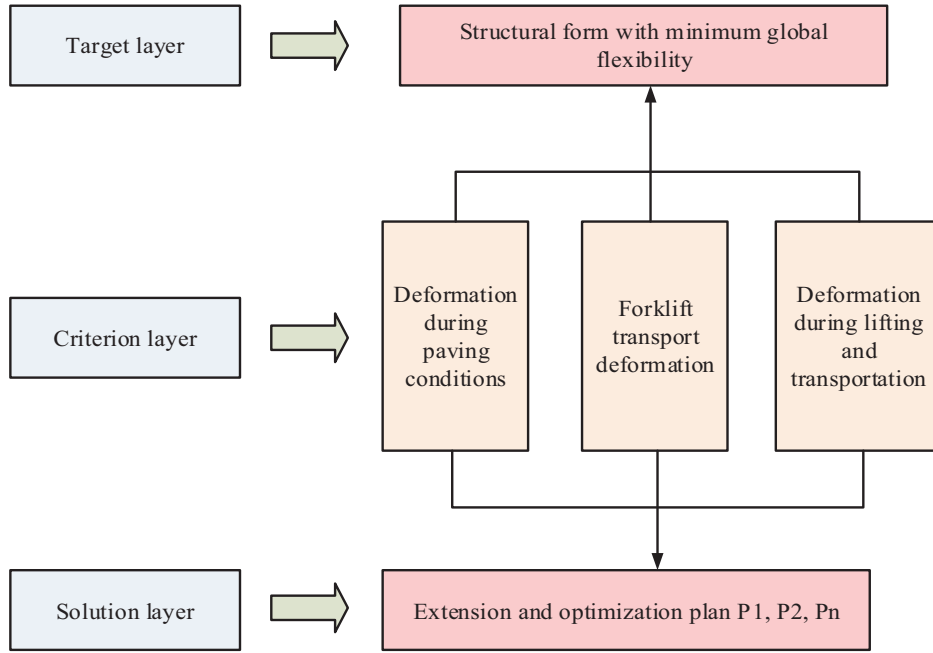 Target layer
Structural form with minimum global
flexibility
Criterion layer
Deformation
during
paving
conditions
Forklift
transport
deformation
Deformation
during lifting
and
transportation
Solution layer
Extension and optimization plan P1, P2, Pn